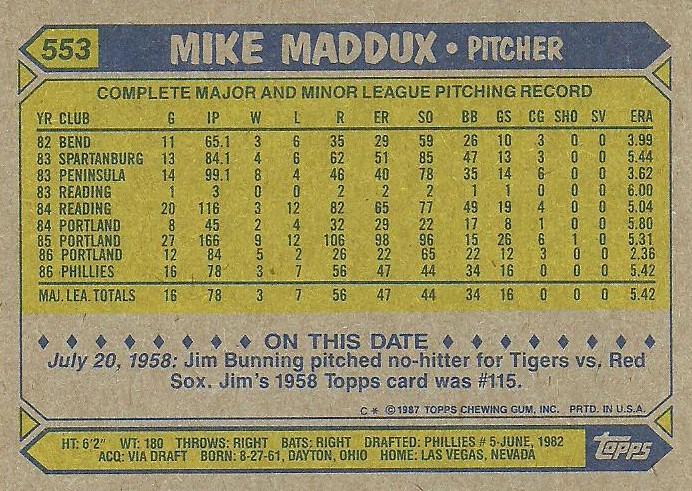 553 MIKE MADDUX • PITCHER
COMPLETE MAJOR AND MINOR LEAGUE PITCHING RECORD
YR CLUB G IP W L R ER SO BB GS CG SHO SV ERA
82 BEND 11 65.1 3 6 35 29 59 26 10 3 0 0 3.99
83 SPARTANBURG 13 84.1 4 6 62 51 85 47 13 3 0 0 5.44
83 PENINSULA 14 99.1 8 4 46 40 78 35 14 6 0 0 3.62
83 READING 1 3 0 0 2 2 2 1 1 0 0 0 6.00
84 READING 20 116 3 12 82 65 77 49 19 4 0 0 5.04
84 PORTLAND 8 45 2 4 32 29 22 17 8 1 0 0 5.80
85 PORTLAND 27 166 9 12 106 98 96 15 26 6 1 0 5.31
86 PORTLAND 12 84 5 2 26 22 65 22 12 3 0 0 2.36
86 PHILLIES 16 78 3 7 56 47 44 34 16 0 0 0 5.42
MAJ. LEA. TOTALS 16 78 3 7 56 47 44 34 16 0 0 0 5.42
ON THIS DATE
July 20, 1958: Jim Bunning pitched no-hitter for Tigers vs. Red
Sox. Jim's 1958 Topps card was #115.
C * © 1987 TOPPS CHEWING GUM, INC. PRTD. IN U.S.A.
HT: 6'2" WT: 180 THROWS: RIGHT BATS: RIGHT DRAFTED: PHILLIES # 5-JUNE, 1982
ACQ: VIA DRAFT BORN: 8-27-61, DAYTON, OHIO HOME: LAS VEGAS, NEVADA
topps